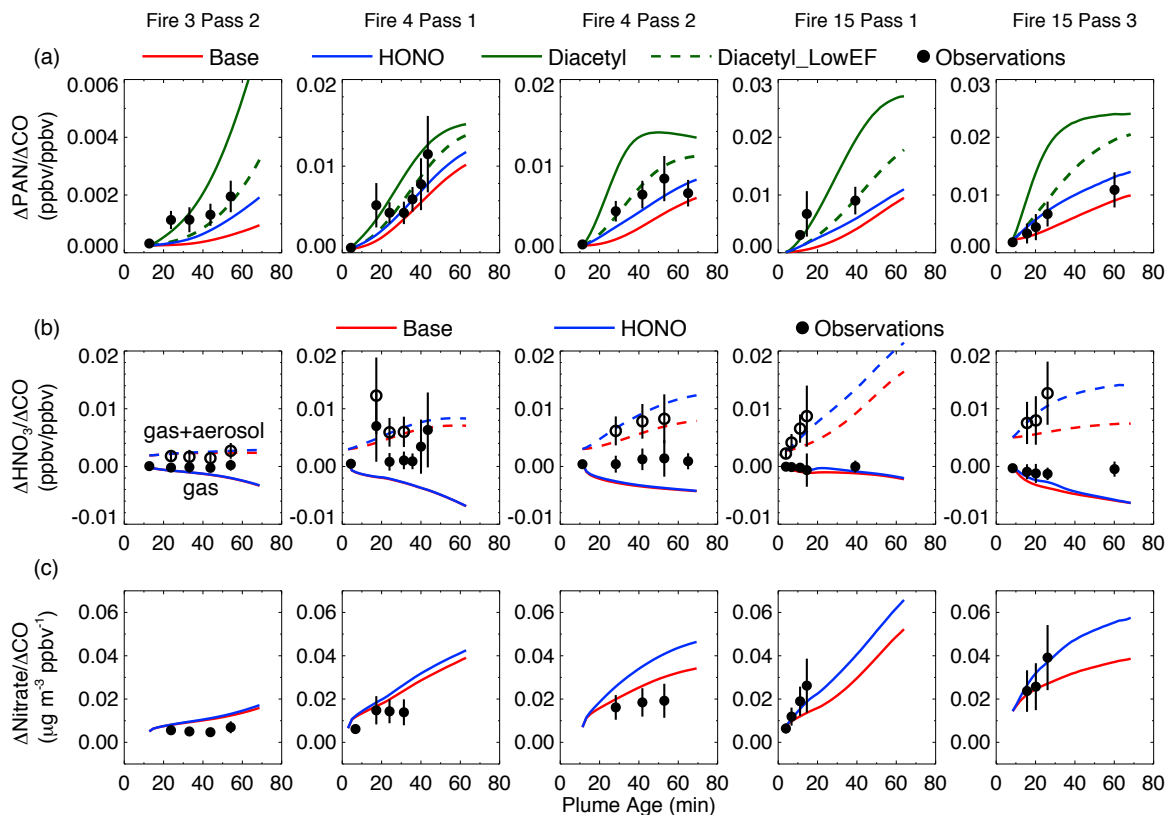 Fire 3 Pass 2 Fire 4 Pass 1 Fire 4 Pass 2 Fire 15 Pass 1 Fire 15 Pass 3
(a) Base HONO Diacetyl Diacetyl_LowEF Observations
ΔPAN/ΔCO
(ppbv/ppbv)
0.006 0.03 0.03
0.004 0.01 0.01 0.02 0.02
0.002 0.01 0.01
0.000 0.00 0.00 0.00 0.00
0 20 40 60 80 0 20 40 60 80 0 20 40 60 80 0 20 40 60 80 0 20 40 60 80
(b) Base HONO Observations
ΔHNO₃/ΔCO
(ppbv/ppbv)
0.02 0.02 0.02 0.02 0.02
0.01 0.01 0.01 0.01 0.01
gas+aerosol
0.00 0.00 0.00 0.00 0.00
gas
-0.01 -0.01 -0.01 -0.01 -0.01
0 20 40 60 80 0 20 40 60 80 0 20 40 60 80 0 20 40 60 80 0 20 40 60 80
(c)
ΔNitrate/ΔCO
(μg m⁻³ ppbv⁻¹)
0.06 0.06 0.06 0.06 0.06
0.04 0.04 0.04 0.04 0.04
0.02 0.02 0.02 0.02 0.02
0.00 0.00 0.00 0.00 0.00
0 20 40 60 80 0 20 40 60 80 0 20 40 60 80 0 20 40 60 80 0 20 40 60 80
Plume Age (min)